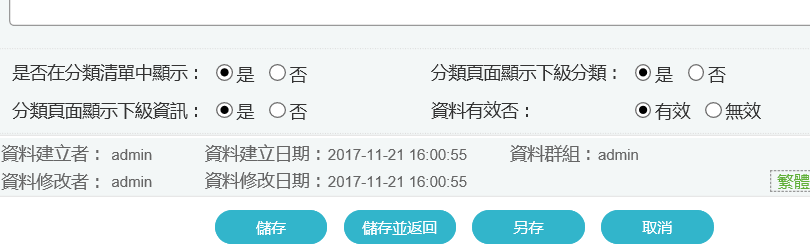 是否在分類清單中顯示： 是 否 分類頁面顯示下級分類： 是 否
分類頁面顯示下級資訊： 是 否 資料有效否： 有效 無效
資料建立者： admin 資料建立日期：2017-11-21 16:00:55 資料群組：admin
資料修改者： admin 資料修改日期：2017-11-21 16:00:55 繁體
儲存 儲存並返回 另存 取消